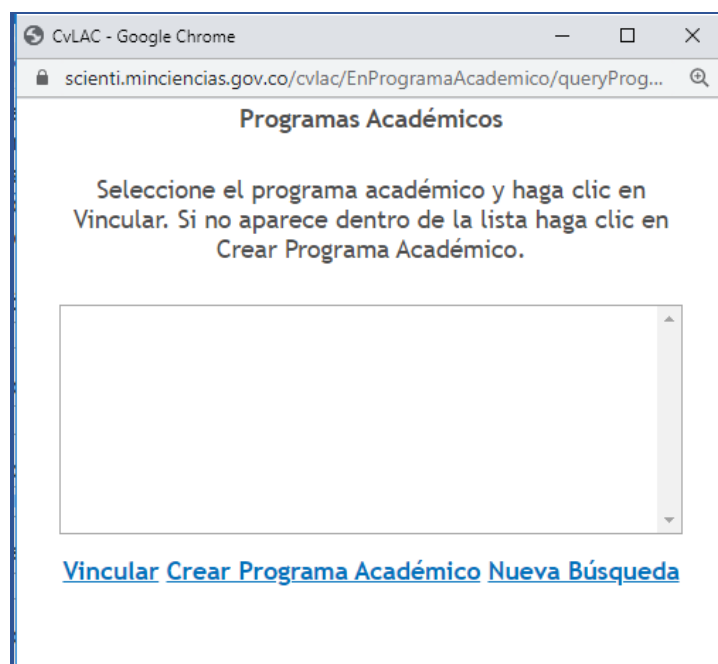 CvLAC - Google Chrome
scienti.minciencias.gov.co/cvlac/EnProgramaAcademico/queryProg...
Programas Académicos
Seleccione el programa académico y haga clic en
Vincular. Si no aparece dentro de la lista haga clic en
Crear Programa Académico.
Vincular Crear Programa Académico Nueva Búsqueda